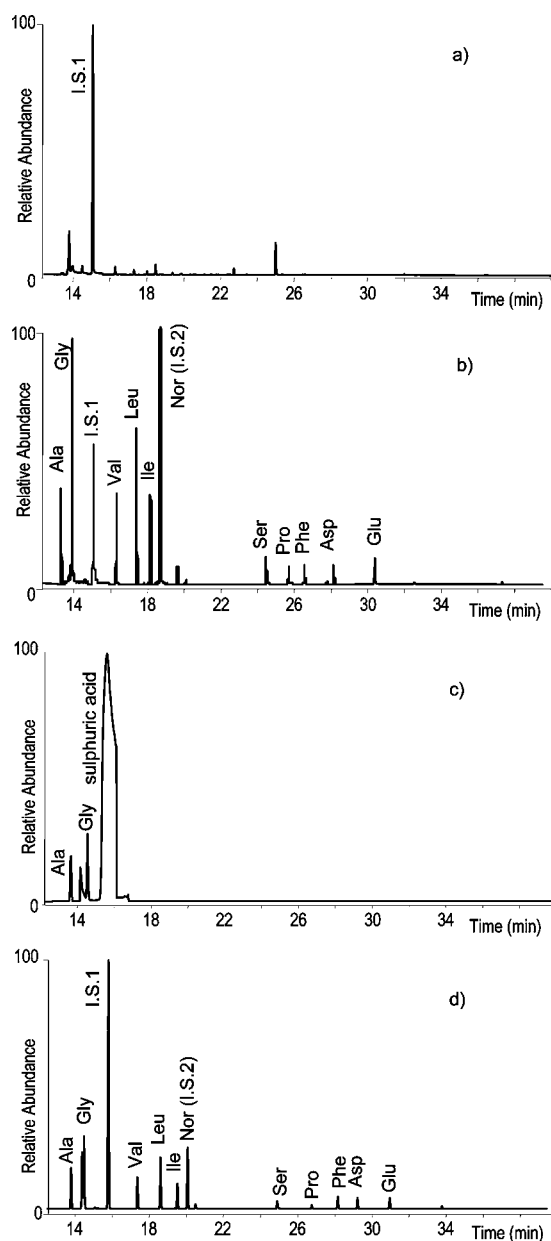 100
a)
I.S.1
Relative Abundance
0
14 18 22 26 30 34
Time (min)
100
b)
Gly
Nor (I.S.2)
Leu
I.S.1
Ala
Val
Ile
Relative Abundance
Ser
Pro
Phe
Asp
Glu
0
14 18 22 26 30 34
Time (min)
100
c)
sulphuric acid
Gly
Ala
Relative Abundance
0
14 18 22 26 30 34
Time (min)
100
d)
I.S.1
Nor (I.S.2)
Gly
Ala
Leu
Val
Ile
Relative Abundance
Ser
Pro
Phe
Asp
Glu
0
14 18 22 26 30 34
Time (min)